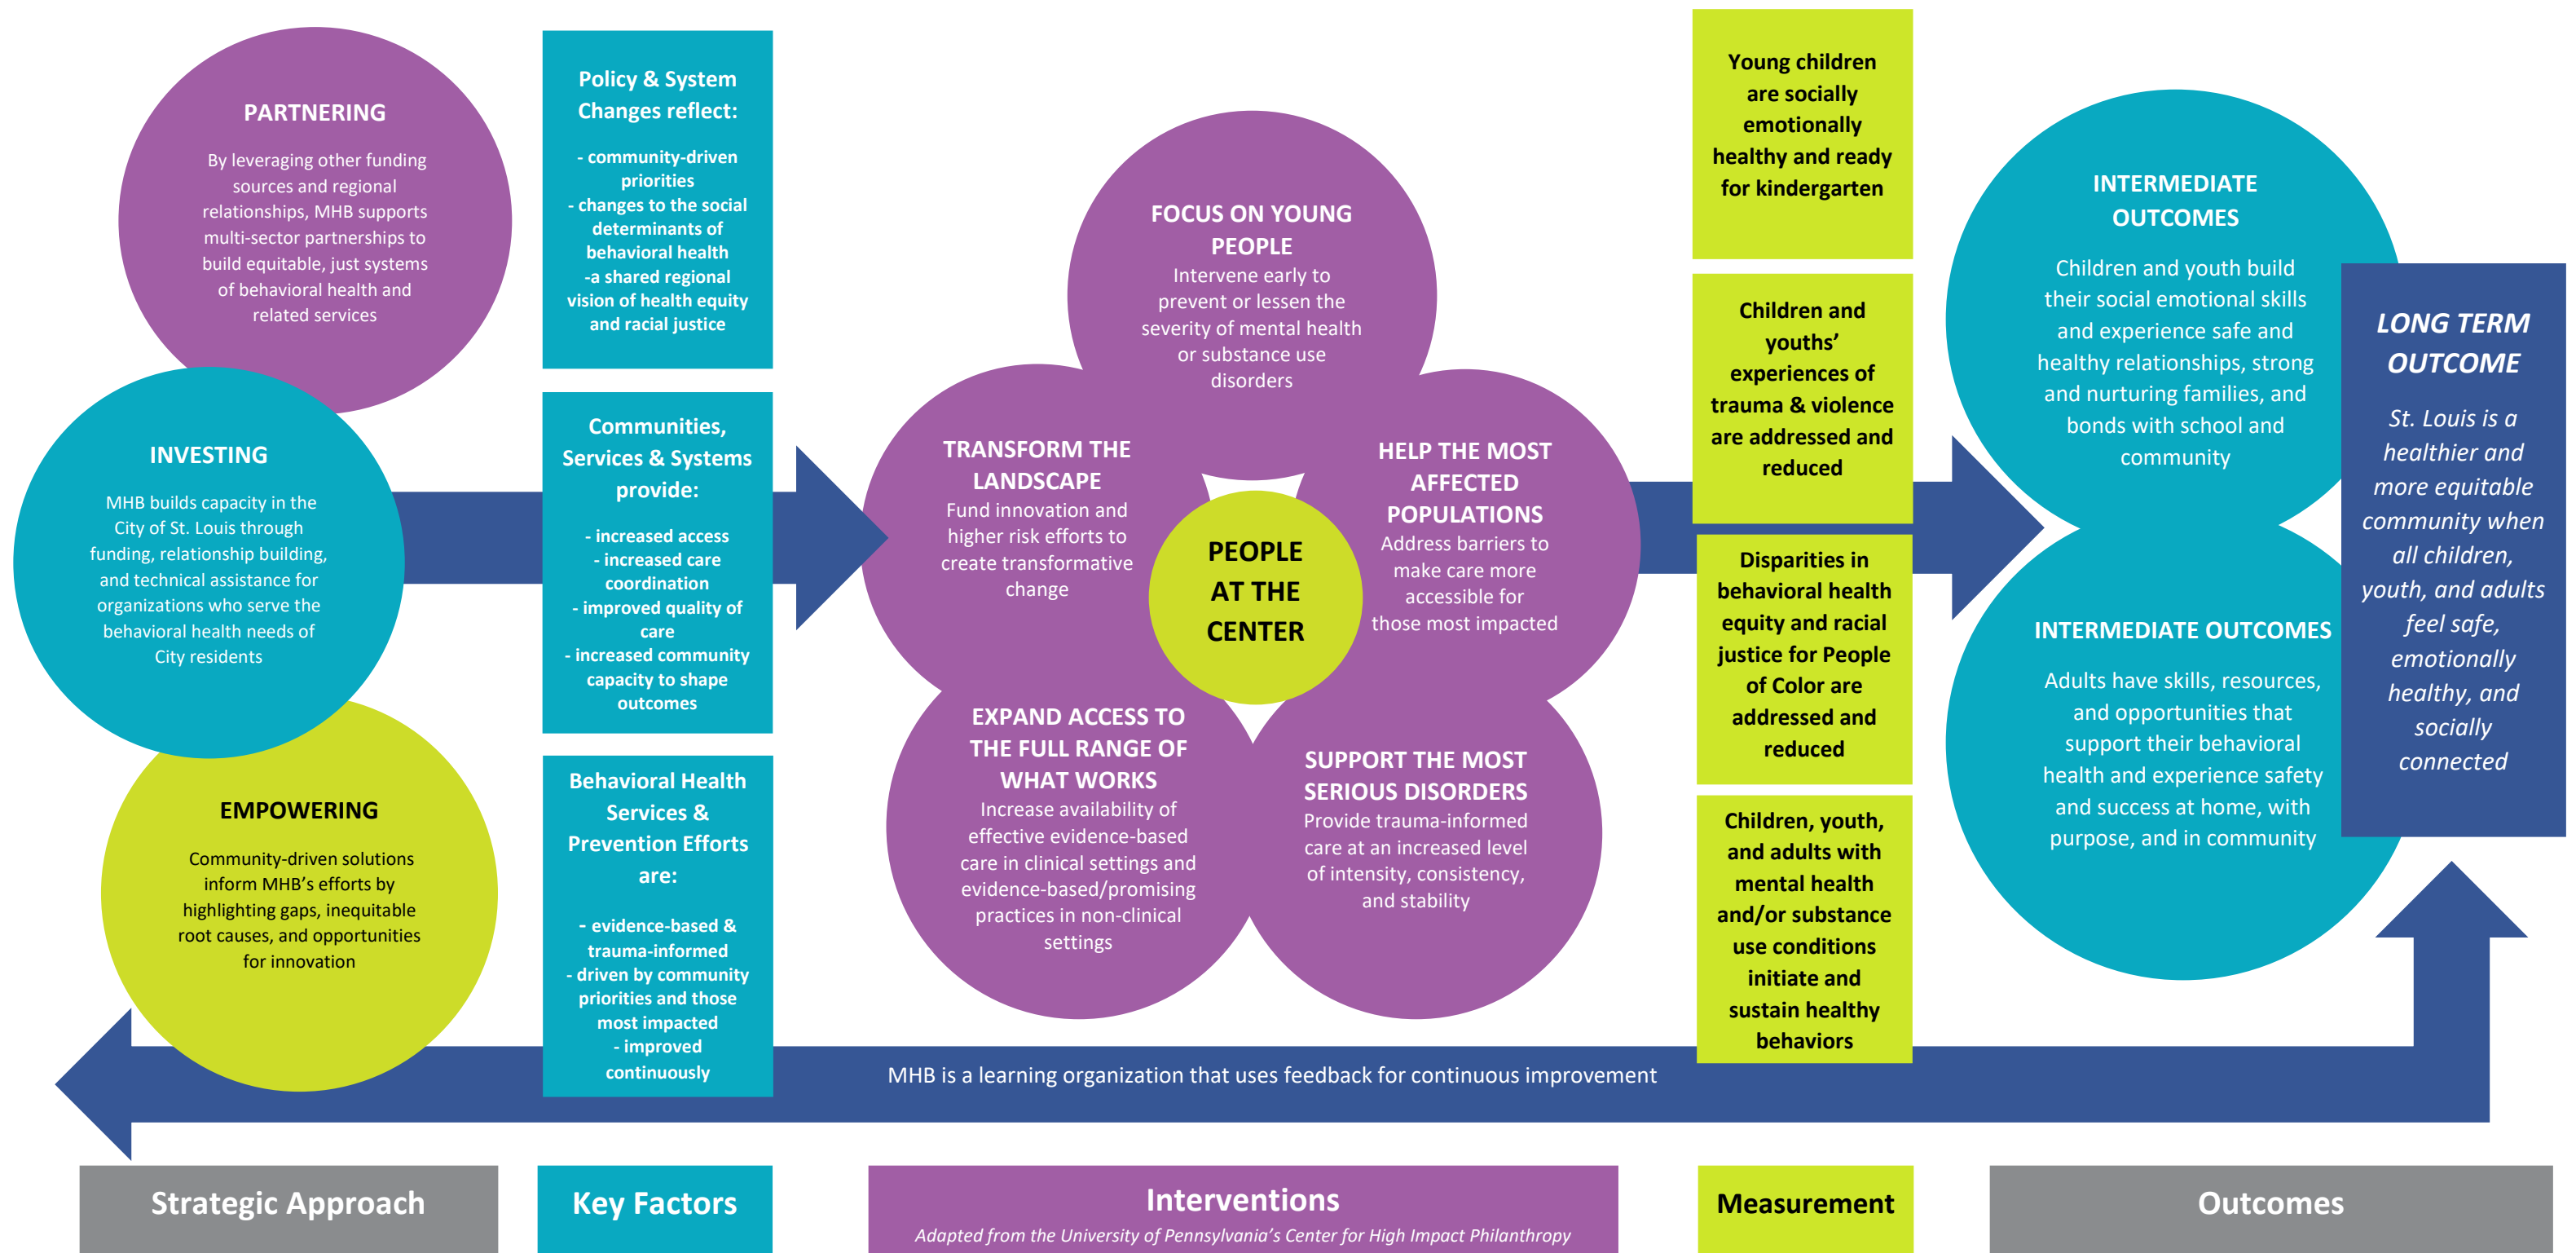 PARTNERING
By leveraging other funding
sources and regional
relationships, MHB supports
multi-sector partnerships to
build equitable, just systems
of behavioral health and
related services
INVESTING
MHB builds capacity in the
City of St. Louis through
funding, relationship building,
and technical assistance for
organizations who serve the
behavioral health needs of
City residents
EMPOWERING
Community-driven solutions
inform MHB’s efforts by
highlighting gaps, inequitable
root causes, and opportunities
for innovation
Policy & System
Changes reflect:
- community-driven
priorities
- changes to the social
determinants of
behavioral health
-a shared regional
vision of health equity
and racial justice
Communities,
Services & Systems
provide:
- increased access
- increased care
coordination
- improved quality of
care
- increased community
capacity to shape
outcomes
Behavioral Health
Services &
Prevention Efforts
are:
- evidence-based &
trauma-informed
- driven by community
priorities and those
most impacted
- improved
continuously
FOCUS ON YOUNG
PEOPLE
Intervene early to
prevent or lessen the
severity of mental health
or substance use
disorders
TRANSFORM THE
LANDSCAPE
Fund innovation and
higher risk efforts to
create transformative
change
HELP THE MOST
AFFECTED
POPULATIONS
Address barriers to
make care more
accessible for
those most impacted
PEOPLE
AT THE
CENTER
EXPAND ACCESS TO
THE FULL RANGE OF
WHAT WORKS
Increase availability of
effective evidence-based
care in clinical settings and
evidence-based/promising
practices in non-clinical
settings
SUPPORT THE MOST
SERIOUS DISORDERS
Provide trauma-informed
care at an increased level
of intensity, consistency,
and stability
Young children
are socially
emotionally
healthy and ready
for kindergarten
Children and
youths’
experiences of
trauma & violence
are addressed and
reduced
Disparities in
behavioral health
equity and racial
justice for People
of Color are
addressed and
reduced
Children, youth,
and adults with
mental health
and/or substance
use conditions
initiate and
sustain healthy
behaviors
INTERMEDIATE
OUTCOMES
Children and youth build
their social emotional skills
and experience safe and
healthy relationships, strong
and nurturing families, and
bonds with school and
community
INTERMEDIATE OUTCOMES
Adults have skills, resources,
and opportunities that
support their behavioral
health and experience safety
and success at home, with
purpose, and in community
LONG TERM
OUTCOME
St. Louis is a
healthier and
more equitable
community when
all children,
youth, and adults
feel safe,
emotionally
healthy, and
socially
connected
MHB is a learning organization that uses feedback for continuous improvement
Strategic Approach
Key Factors
Interventions
Adapted from the University of Pennsylvania’s Center for High Impact Philanthropy
Measurement
Outcomes